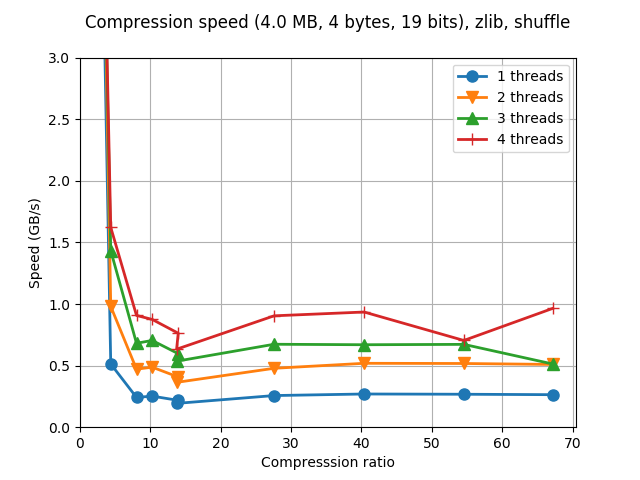 Compression speed (4.0 MB, 4 bytes, 19 bits), zlib, shuffle
3.0
2.5
2.0
1.5
1.0
0.5
0.0
Speed (GB/s)
1 threads
2 threads
3 threads
4 threads
0 10 20 30 40 50 60 70
Compresssion ratio